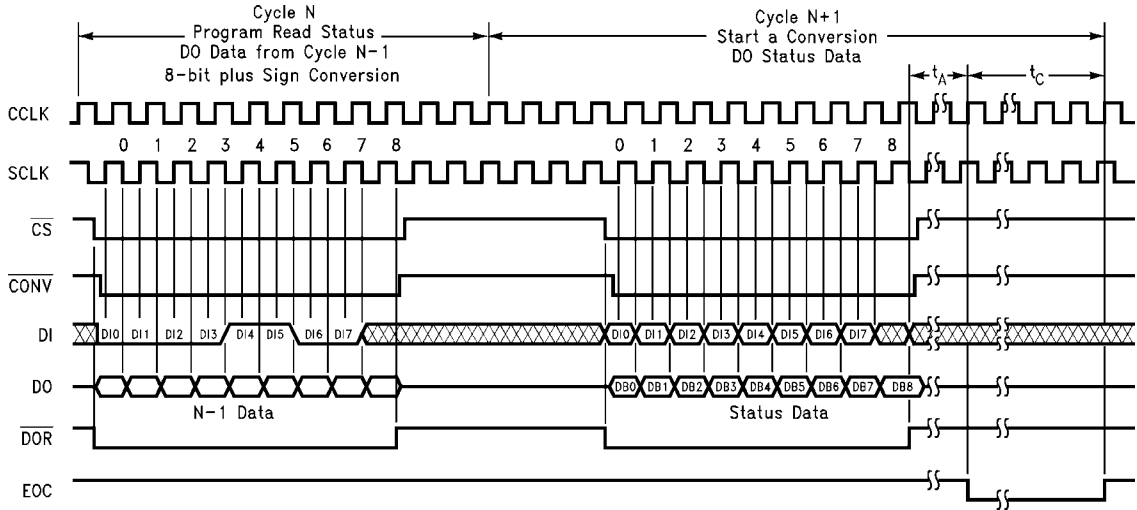 Cycle N
Program Read Status
DO Data from Cycle N-1
8-bit plus Sign Conversion
Cycle N+1
Start a Conversion
DO Status Data
tA
tC
CCLK
0 1 2 3 4 5 6 7 8 0 1 2 3 4 5 6 7 8
SCLK
CS
CONV
DI DI0 DI1 DI2 DI3 DI4 DI5 DI6 DI7 DI0 DI1 DI2 DI3 DI4 DI5 DI6 DI7
DO DB0 DB1 DB2 DB3 DB4 DB5 DB6 DB7 DB8
N-1 Data Status Data
DOR
EOC